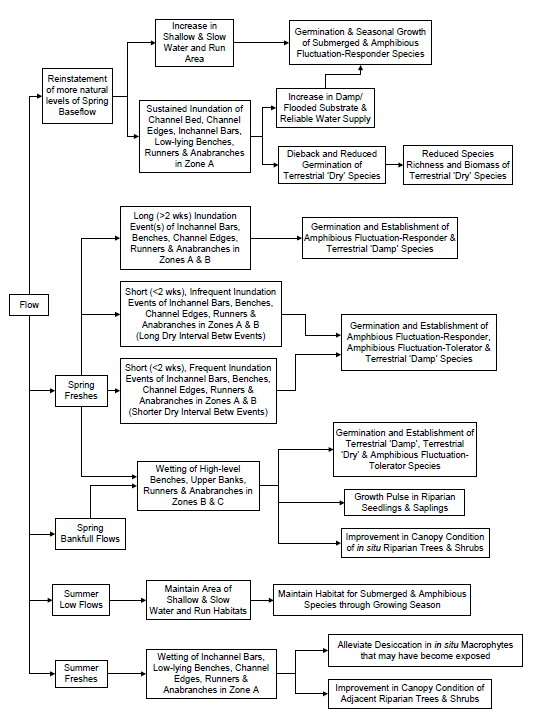 Increase in
Shallow & Slow
Water and Run
Area
Germination & Seasonal Growth
of Submerged & Amphibious
Fluctuation-Responder Species
Reinstatement
of more natural
levels of Spring
Baseflow
Sustained Inundation of
Channel Bed, Channel
Edges, Inchannel Bars,
Low-lying Benches,
Runners & Anabranches
in Zone A
Increase in Damp/
Flooded Substrate &
Reliable Water Supply
Dieback and Reduced
Germination of
Terrestrial 'Dry' Species
Reduced Species
Richness and Biomass of
Terrestrial 'Dry' Species
Long (>2 wks) Inundation
Event(s) of Inchannel Bars,
Benches, Channel Edges,
Runners & Anabranches in
Zones A & B
Germination and Establishment of
Amphibious Fluctuation-Responder &
Terrestrial 'Damp' Species
Flow
Short (<2 wks), Infrequent Inundation
Events of Inchannel Bars, Benches,
Channel Edges, Runners &
Anabranches in Zones A & B
(Long Dry Interval Betw Events)
Germination and Establishment of
Amphbious Fluctuation-Responder,
Amphibious Fluctuation-Tolerator &
Terrestrial 'Damp' Species
Spring
Freshes
Short (<2 wks), Frequent Inundation
Events of Inchannel Bars, Benches,
Channel Edges, Runners &
Anabranches in Zones A & B
(Shorter Dry Interval Betw Events)
Wetting of High-level
Benches, Upper Banks,
Runners & Anabranches in
Zones B & C
Germination and Establishment of
Terrestrial 'Damp', Terrestrial
'Dry' & Amphibious Fluctuation-
Tolerator Species
Growth Pulse in Riparian
Seedlings & Saplings
Spring
Bankfull Flows
Improvement in Canopy Condition
of in situ Riparian Trees & Shrubs
Summer
Low Flows
Maintain Area of
Shallow & Slow
Water and Run Habitats
Maintain Habitat for Submerged & Amphibious
Species through Growing Season
Summer
Freshes
Wetting of Inchannel Bars,
Low-lying Benches, Channel
Edges, Runners &
Anabranches in Zone A
Alleviate Desiccation in in situ Macrophytes
that may have become exposed
Improvement in Canopy Condition of
Adjacent Riparian Trees & Shrubs